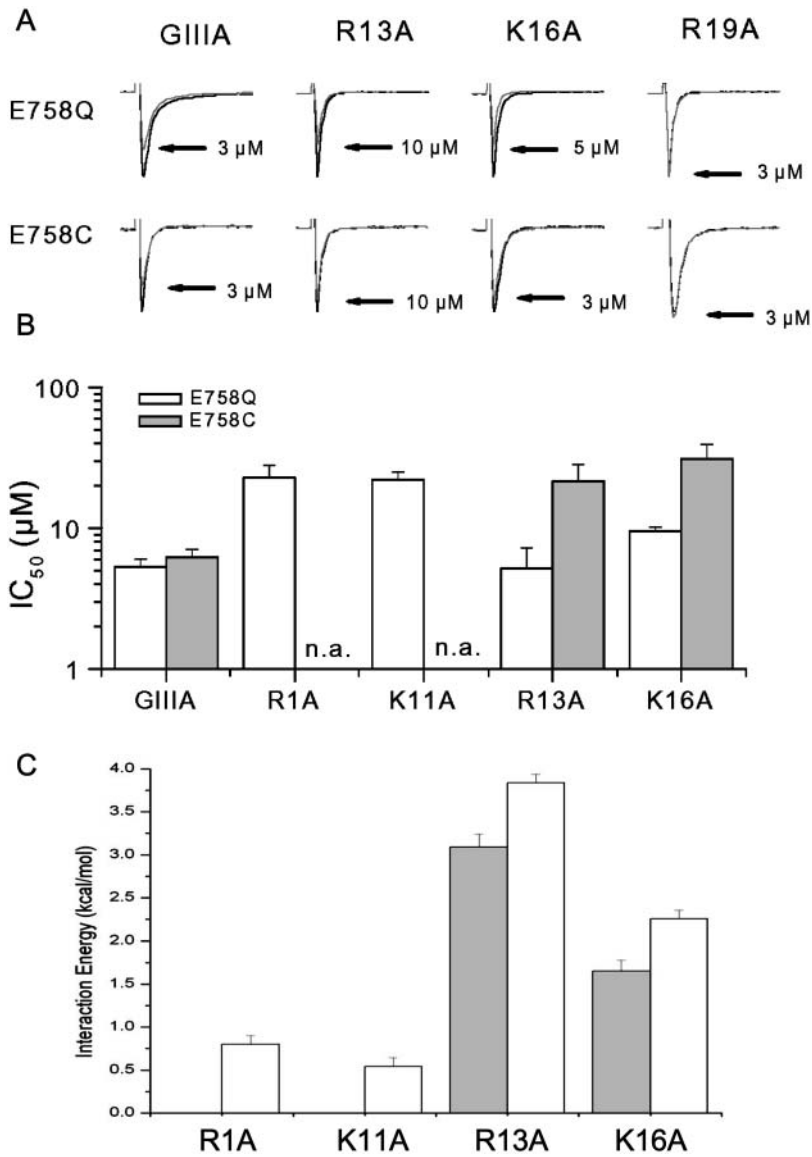 A
GIIIA R13A K16A R19A
E758Q
3 µM 10 µM 5 µM 3 µM
E758C
3 µM 10 µM 3 µM 3 µM
B
100
10
1
IC50 (µM)
E758Q
E758C
n.a. n.a.
GIIIA R1A K11A R13A K16A
C
4.0
3.5
3.0
2.5
2.0
1.5
1.0
0.5
0.0
Interaction Energy (kcal/mol)
R1A K11A R13A K16A